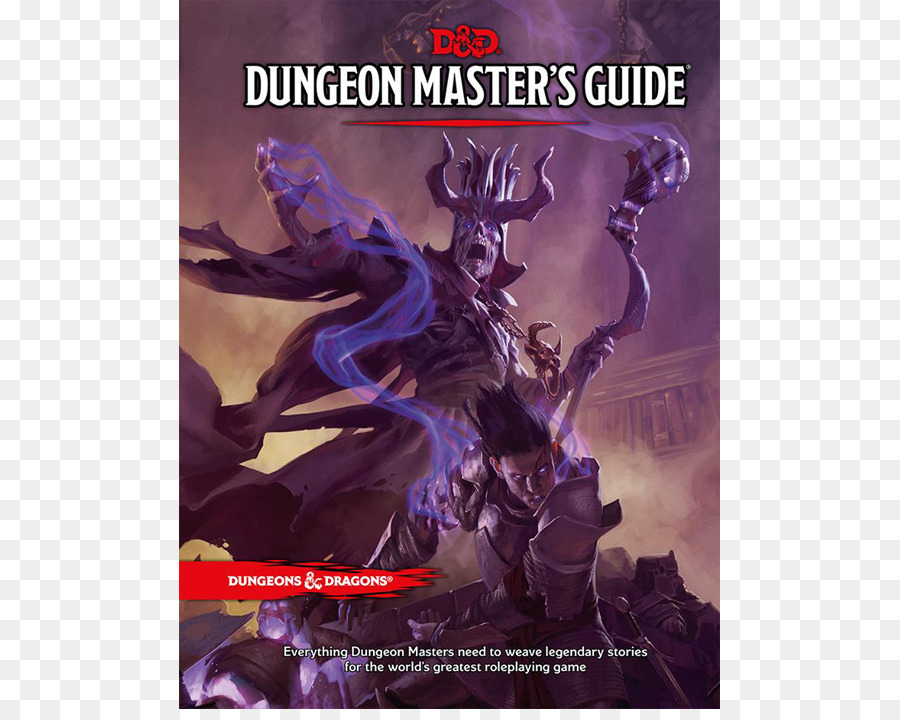 D&D
DUNGEON MASTER'S GUIDE®
DUNGEONS & DRAGONS®
Everything Dungeon Masters need to weave legendary stories
for the world's greatest roleplaying game